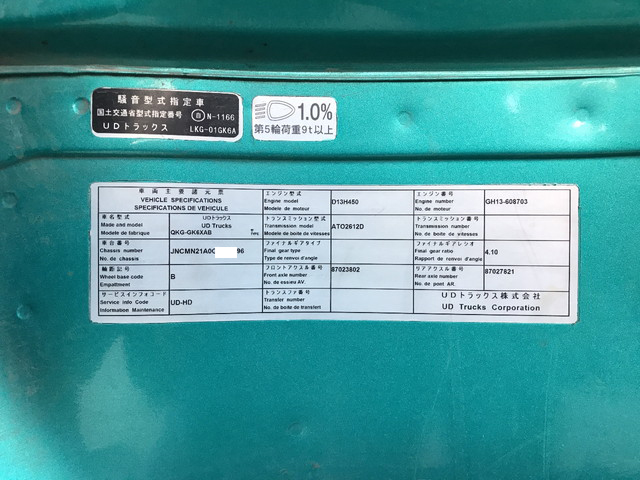 騒音型式指定車
国土交通省型式指定番号 自 N-1166
UDトラックス LKG-01GK6A
1.0%
第5輪荷重9t以上
車両主要諸元票
VEHICLE SPECIFICATIONS
SPECIFICATIONS DE VEHICULE
エンジン型式
Engine model
Modele de moteur
D13H450
エンジン番号
Engine number
No. de moteur
GH13-608703
車名型式
Made and model
Modele de fabrique
UDトラックス
UD Trucks
QKG-GK6XAB
TYPE
トランスミッション型式
Transmission model
Modele de boite de vitesses
ATO2612D
トランスミッション番号
Transmission number
No. de boite de vitesses
車台番号
Chassis number
No. de chassis
JNCMN21A0C 96
ファイナルギアタイプ
Final gear type
Type de renvoi d'angle
ファイナルギアレシオ
Final gear ratio
Rapport de renvoi d'angle
4.10
輪距記号
Wheel base code
Empattment
B
フロントアクスル番号
Front axle number
No. de essieu AV.
87023802
リアアクスル番号
Rear axle number
No. de pont AR.
87027821
サービスインフォコード
Service info Code
Information Maintenance
UD-HD
トランスファ番号
Transfer number
No. de boite de transfert
UDトラックス株式会社
UD Trucks Corporation